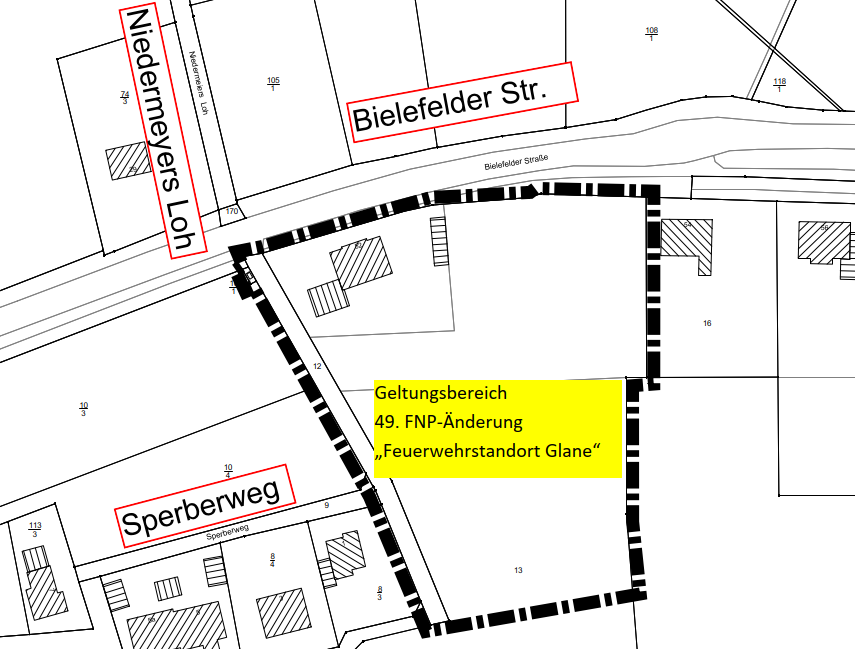 Niedermeyers Loh
Niedermeiers Loh
74
3
105
1
108
1
118
1
Bielefelder Str.
Bielefelder Straße
170
16
12
10
3
Geltungsbereich
49. FNP-Änderung
„Feuerwehrstandort Glane“
10
4
Sperberweg
Sperberweg
9
113
3
8
4
8
3
13